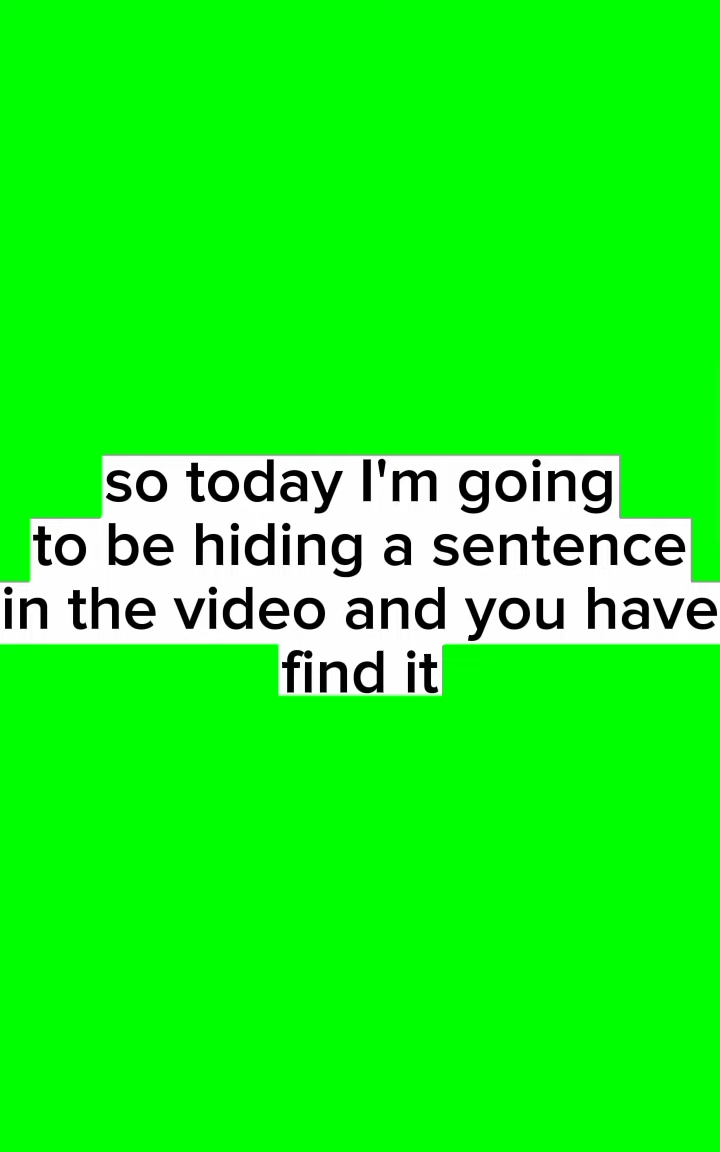 so today I'm going
to be hiding a sentence
in the video and you have
find it